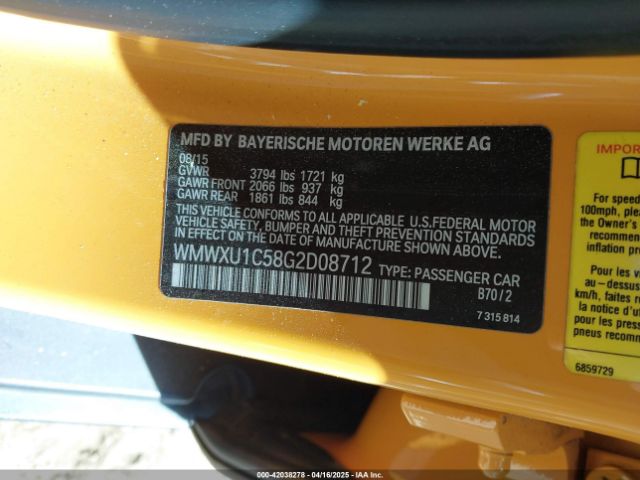 MFD BY BAYERISCHE MOTOREN WERKE AG
08/15
GVWR 3794 lbs 1721 kg
GAWR FRONT 2066 lbs 937 kg
GAWR REAR 1861 lbs 844 kg
THIS VEHICLE CONFORMS TO ALL APPLICABLE U.S.FEDERAL MOTOR
VEHICLE SAFETY, BUMPER AND THEFT PREVENTION STANDARDS
IN EFFECT ON THE DATE OF MANUFACTURE SHOWN ABOVE.
WMWXU1C58G2D08712 TYPE: PASSENGER CAR
B70/2
7 315 814
IMPOR
For speed
100mph, plea
the Owner's
recommen
inflation pr
Pour les
au-dessus
km/h, faites r
la notice d'ut
pour les press
recomman
6859729
000-42038278 - 04/16/2025 - IAA Inc.